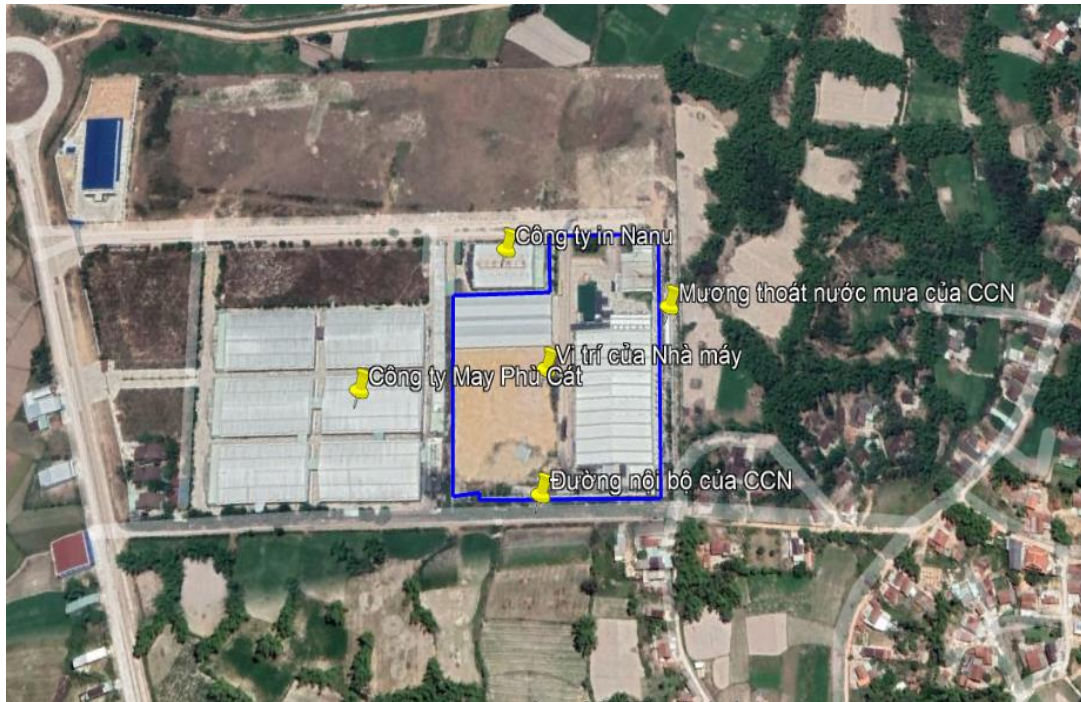 Công ty in Nanu
Mương thoát nước mưa của CCN
Vị trí của Nhà máy
Công ty May Phù Cát
Đường nội bộ của CCN